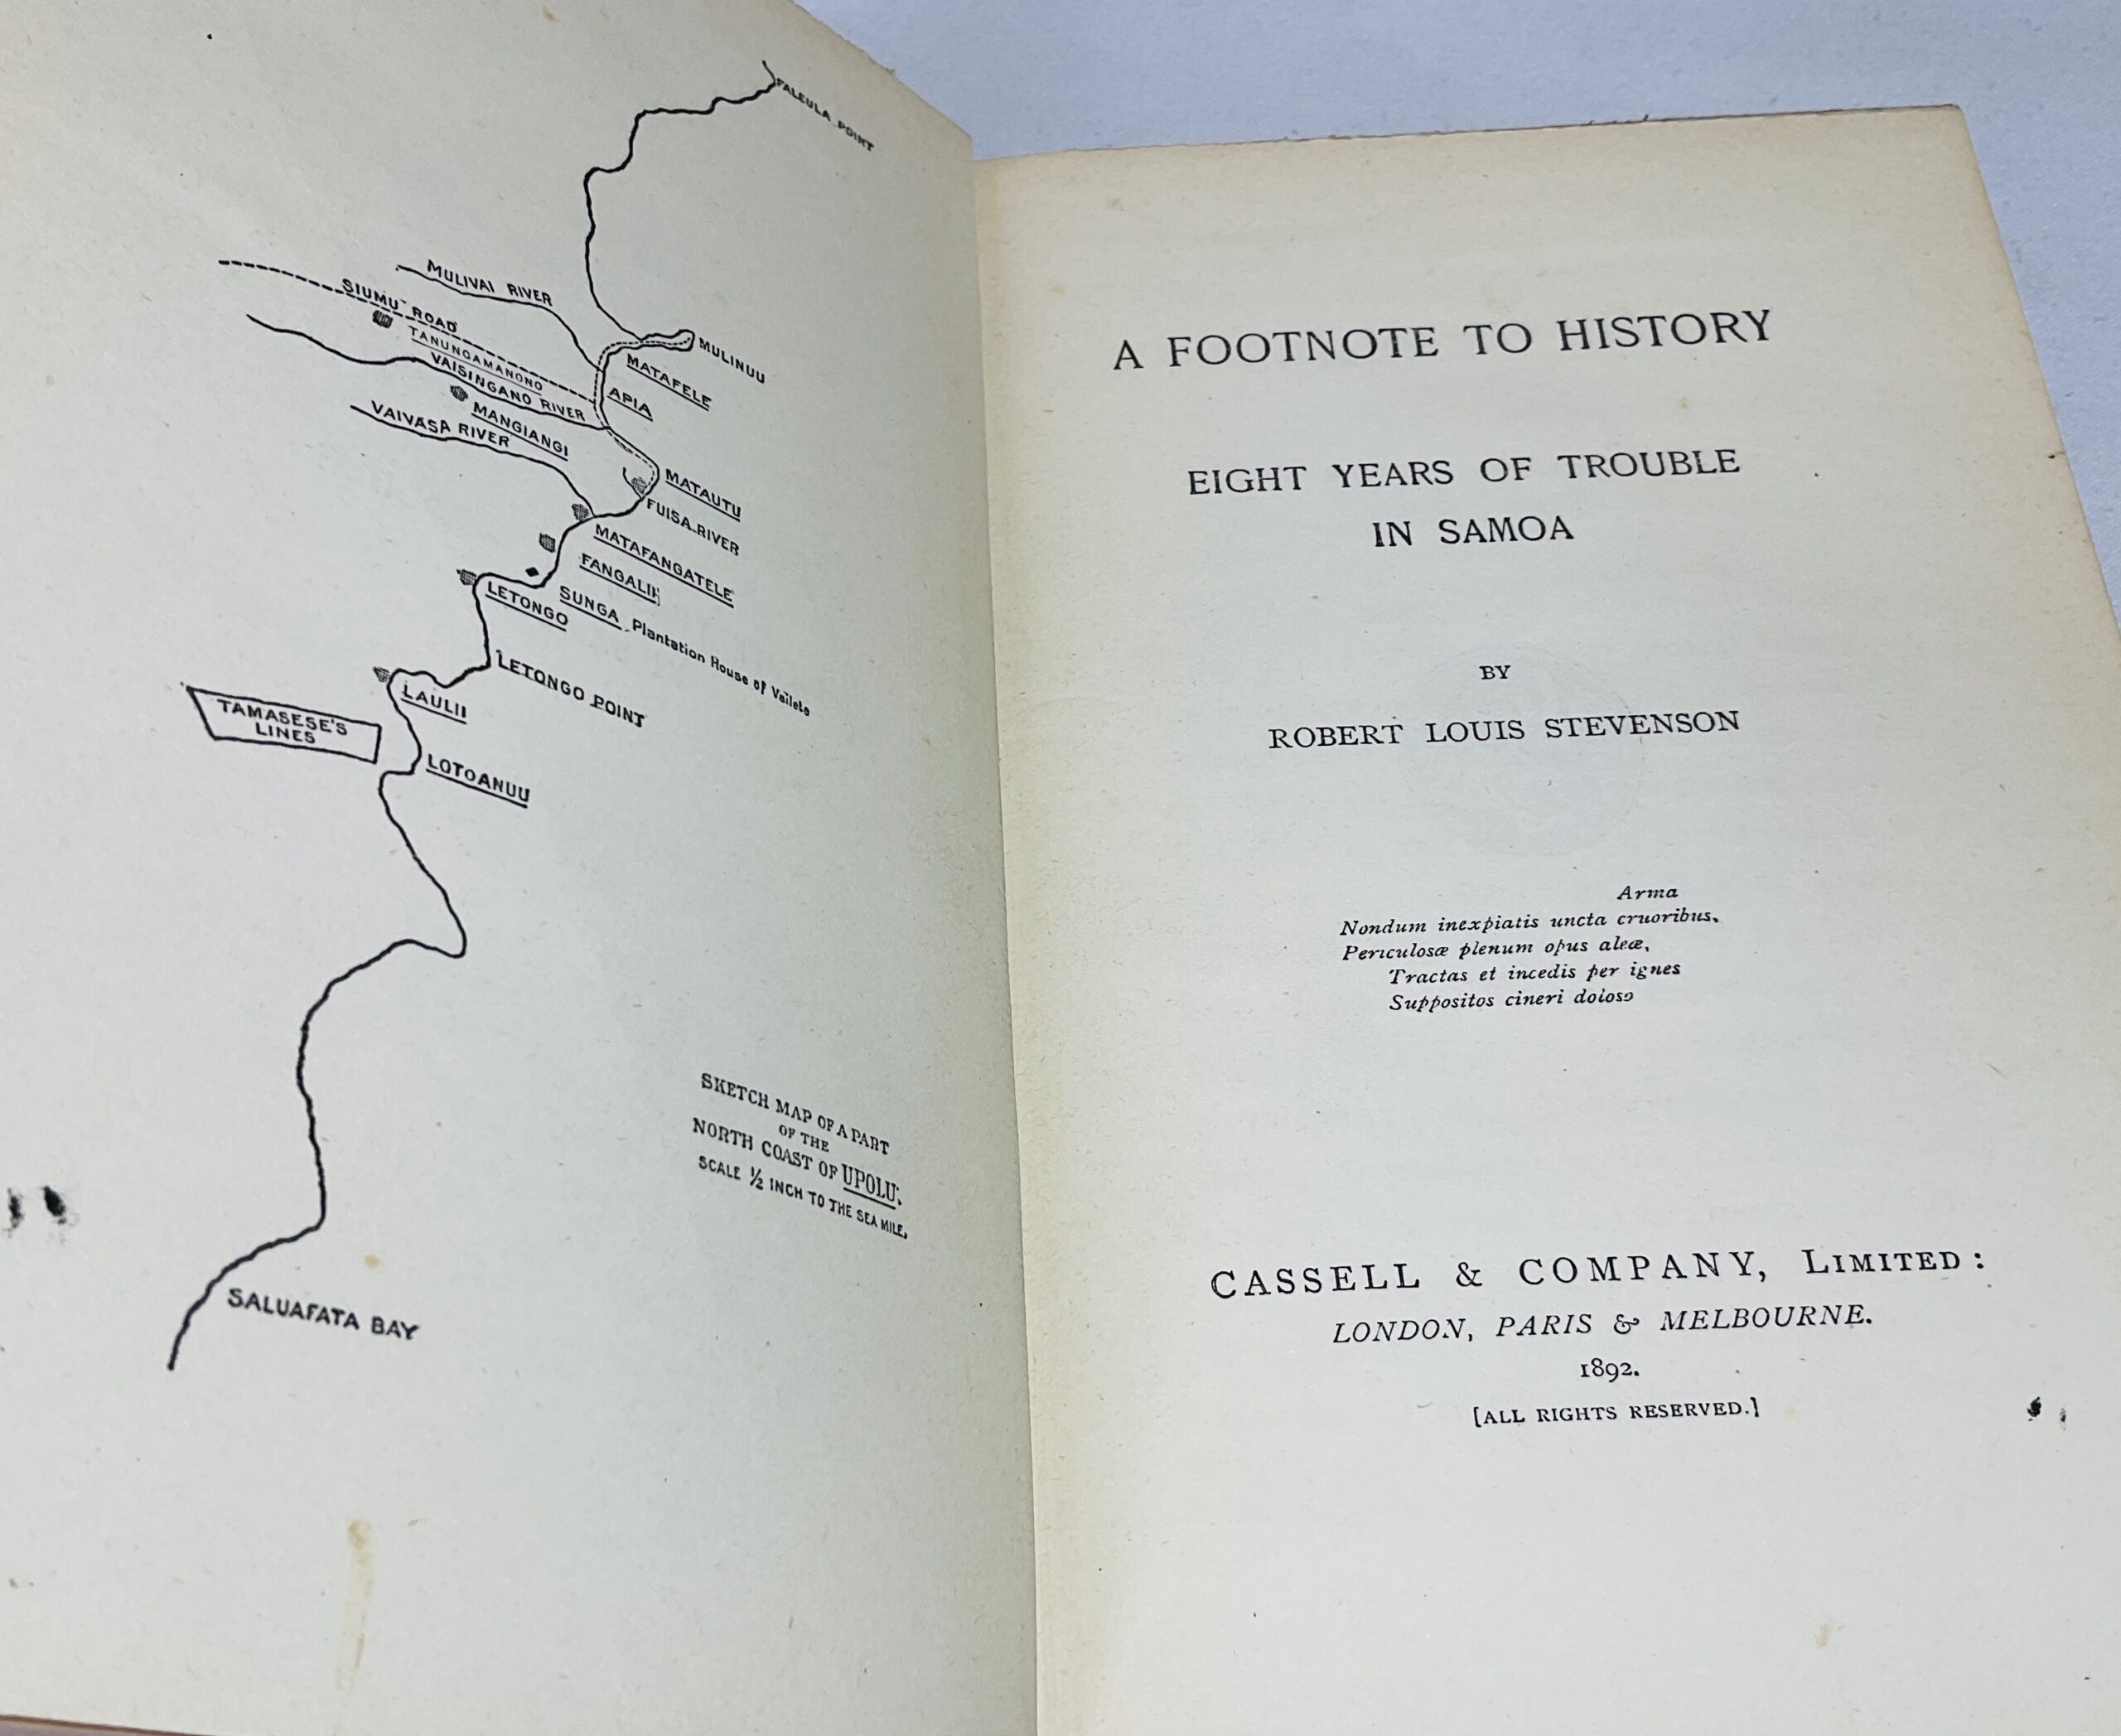 FALEULA POINT
MULIVAI RIVER
SIUMU ROAD
TANUNGAMANONO
VAISINGANO RIVER
MANGIANGI
VAIVASA RIVER
MULINUU
MATAFELE
APIA
MATAUTU
FUISA RIVER
MATAFANGATELE
FANGALII
SUNGA Plantation House of Vailele
LETONGO
LETONGO POINT
LAULII
TAMASESE'S
LINES
LOTOANUU
SALUAFATA BAY
SKETCH MAP OF A PART
OF THE
NORTH COAST OF UPOLU.
SCALE ½ INCH TO THE SEA MILE.
A FOOTNOTE TO HISTORY
EIGHT YEARS OF TROUBLE
IN SAMOA
BY
ROBERT LOUIS STEVENSON
Arma
Nondum inexpiatis uncta cruoribus,
Periculosæ plenum opus aleæ,
Tractas et incedis per ignes
Suppositos cineri doloso
CASSELL & COMPANY, LIMITED:
LONDON, PARIS & MELBOURNE.
1892.
[ALL RIGHTS RESERVED.]